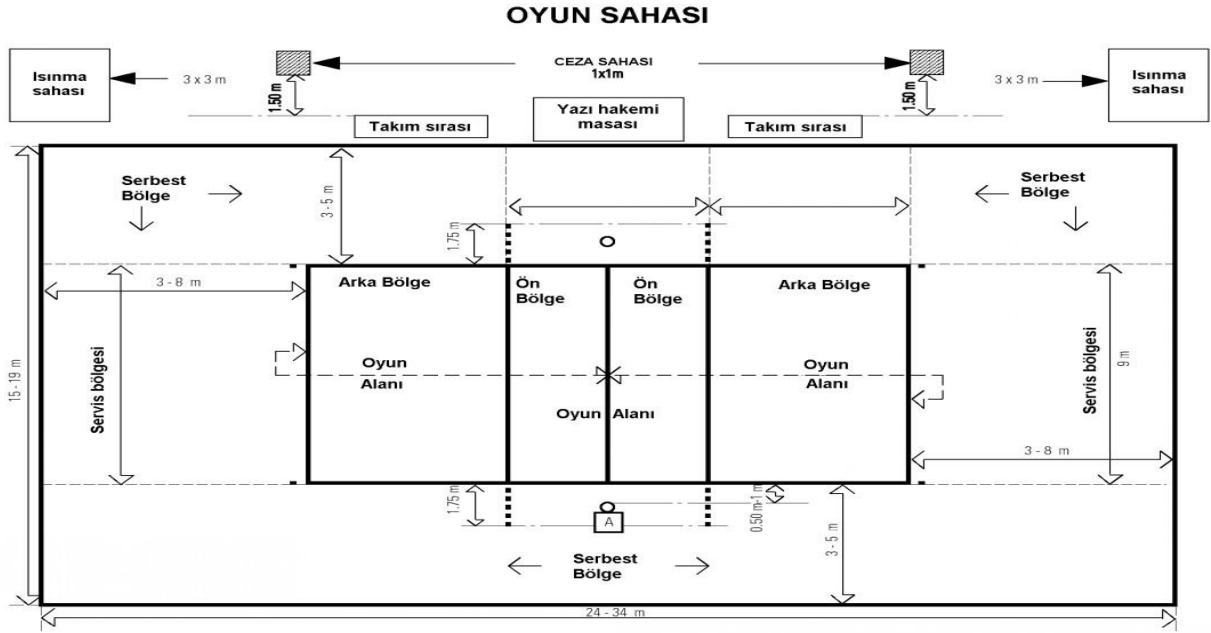 OYUN SAHASI
Isınma
sahası
3 x 3 m
1.50 m
CEZA SAHASI
1x1m
1.50 m
3 x 3 m
Isınma
sahası
Takım sırası
Yazı hakemi
masası
Takım sırası
Serbest
Bölge
3 - 5 m
1.75 m
Serbest
Bölge
3 - 8 m
Arka Bölge
Ön
Bölge
Ön
Bölge
Arka Bölge
15 - 19 m
Servis bölgesi
Oyun
Alanı
Oyun Alanı
Oyun
Alanı
Servis bölgesi
9 m
3 - 8 m
1.75 m
A
0.50 m-1 m
3 - 5 m
Serbest
Bölge
24 - 34 m